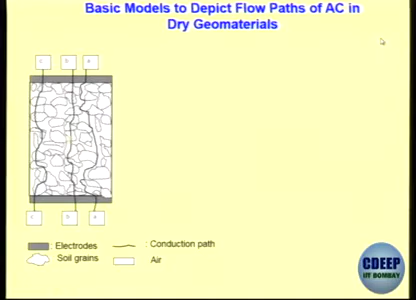 Basic Models to Depict Flow Paths of AC in
Dry Geomaterials
c b a
c b a
: Electrodes : Conduction path
Soil grains Air
CDEEP
IIT BOMBAY